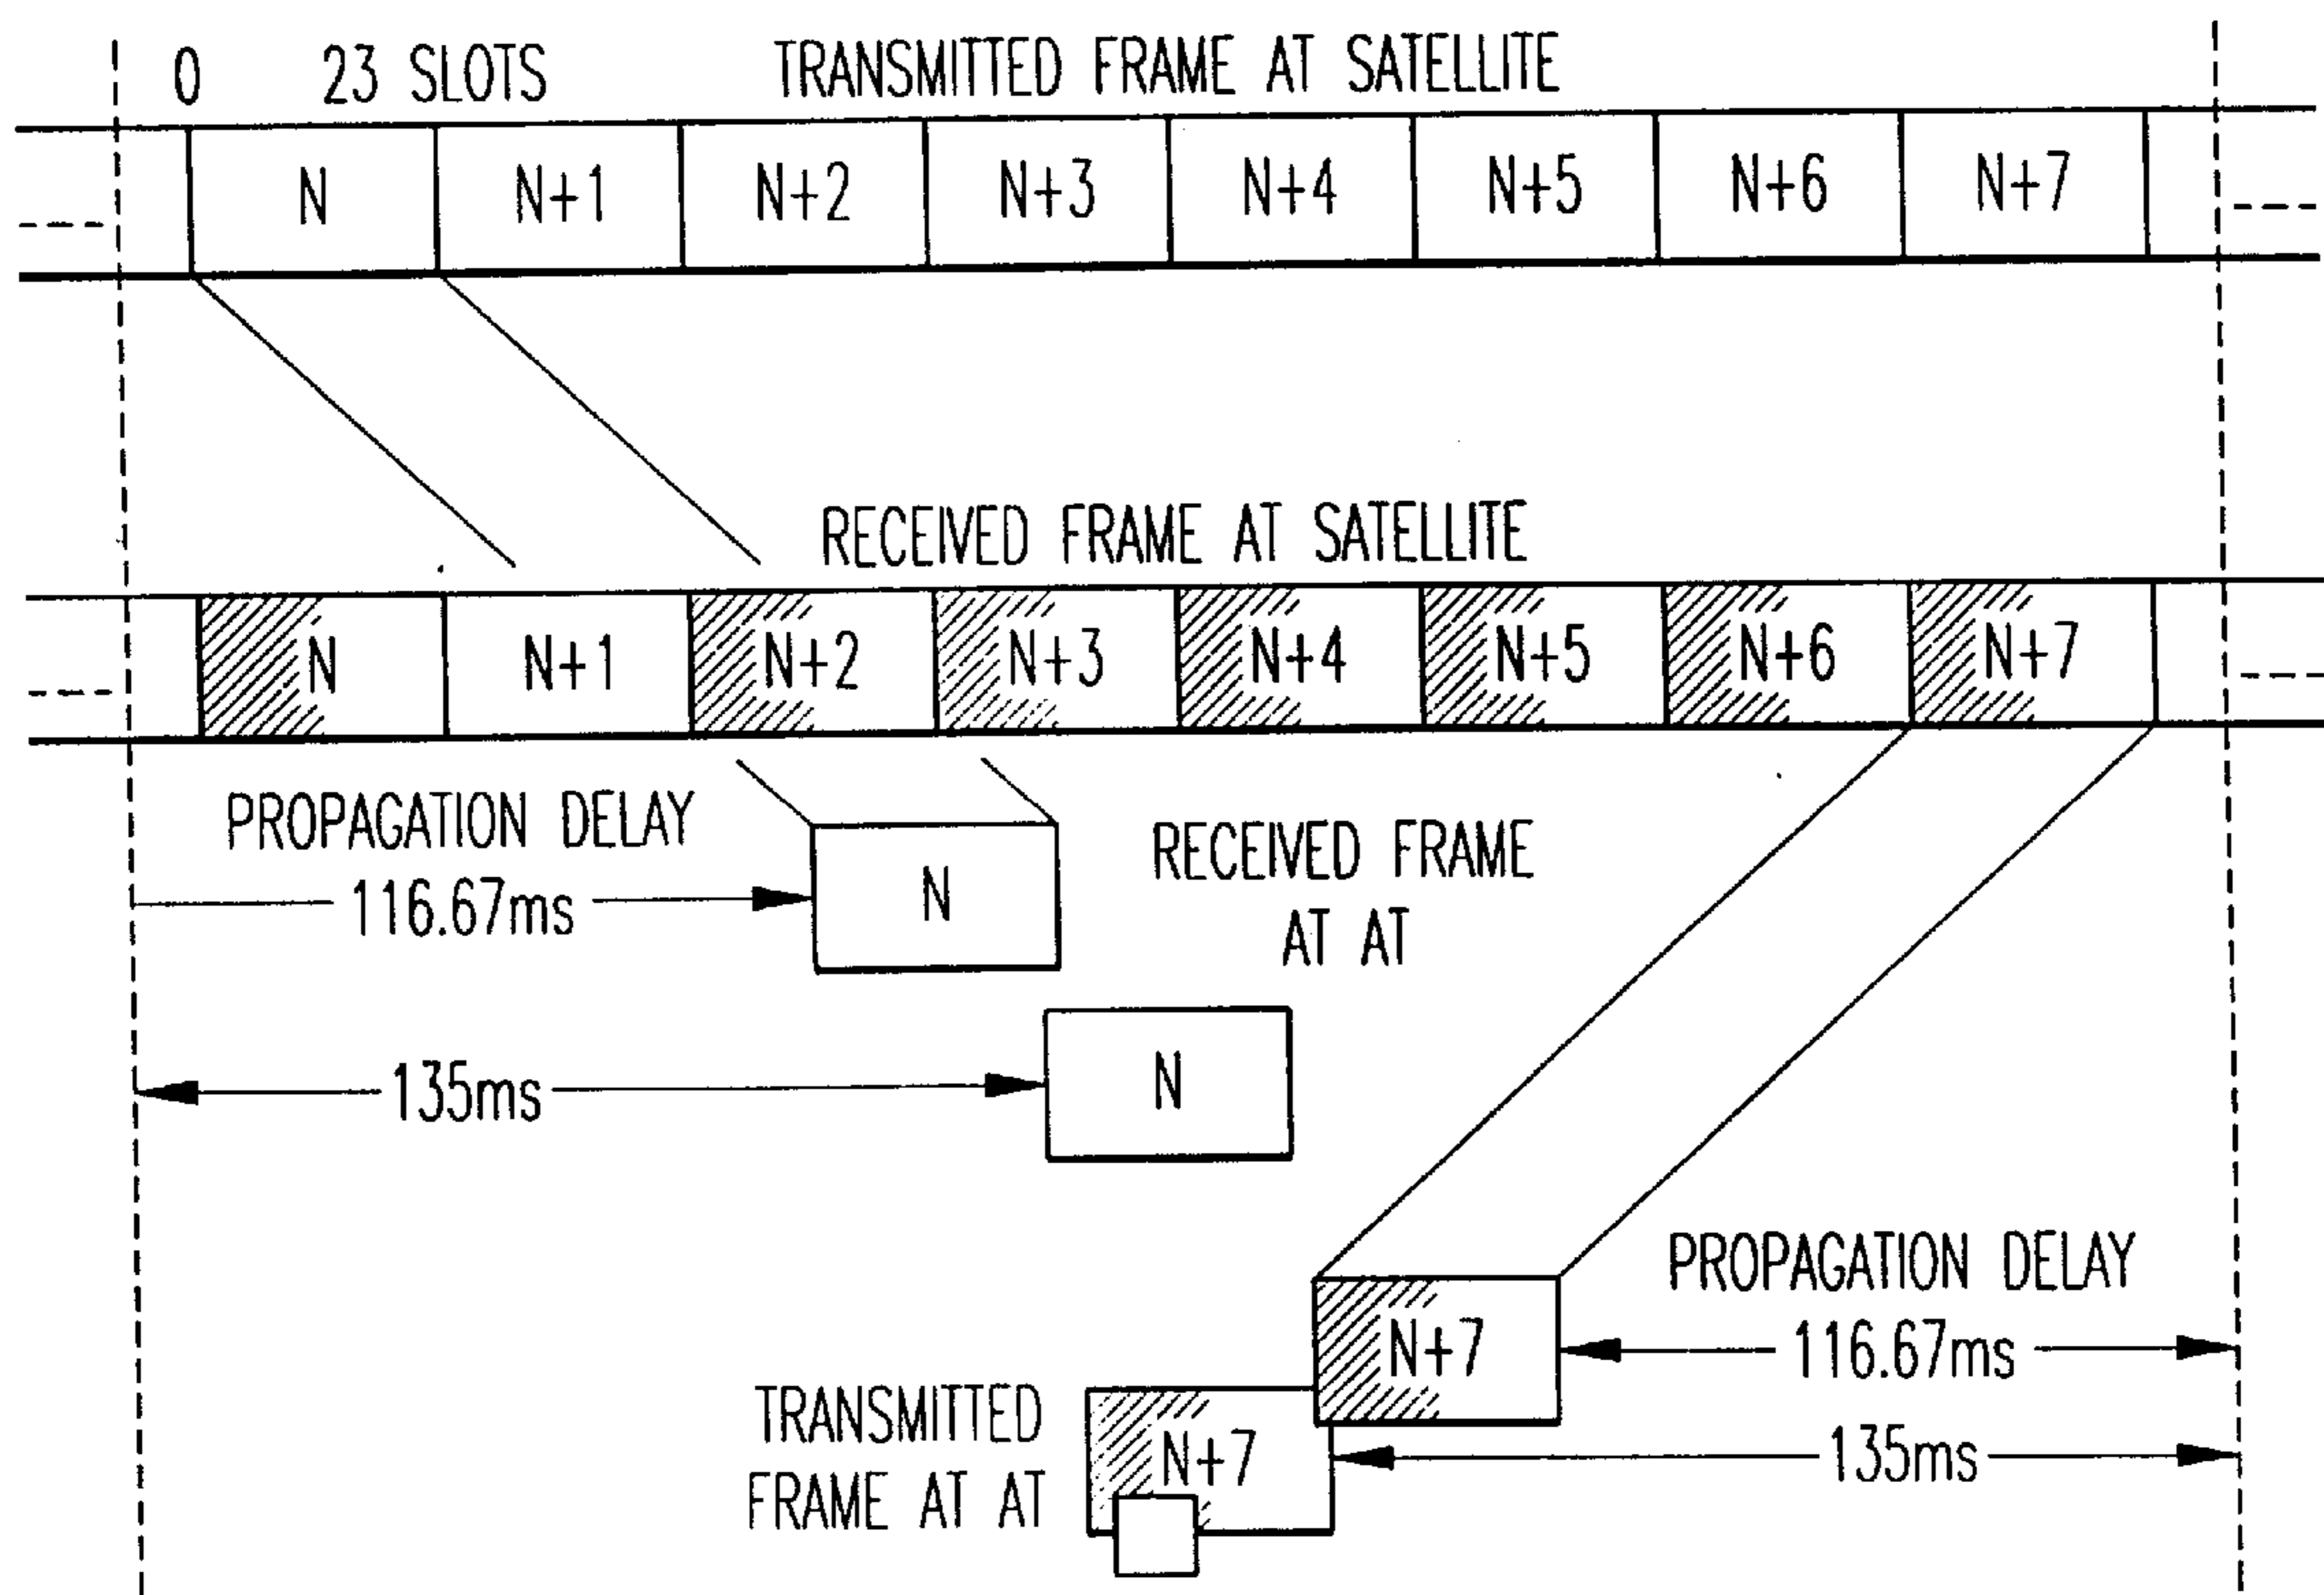 0 23 SLOTS TRANSMITTED FRAME AT SATELLITE
N N+1 N+2 N+3 N+4 N+5 N+6 N+7
RECEIVED FRAME AT SATELLITE
N N+1 N+2 N+3 N+4 N+5 N+6 N+7
PROPAGATION DELAY
116.67ms
N
RECEIVED FRAME
AT AT
135ms
N
PROPAGATION DELAY
116.67ms
N+7
TRANSMITTED
FRAME AT AT
N+7
135ms